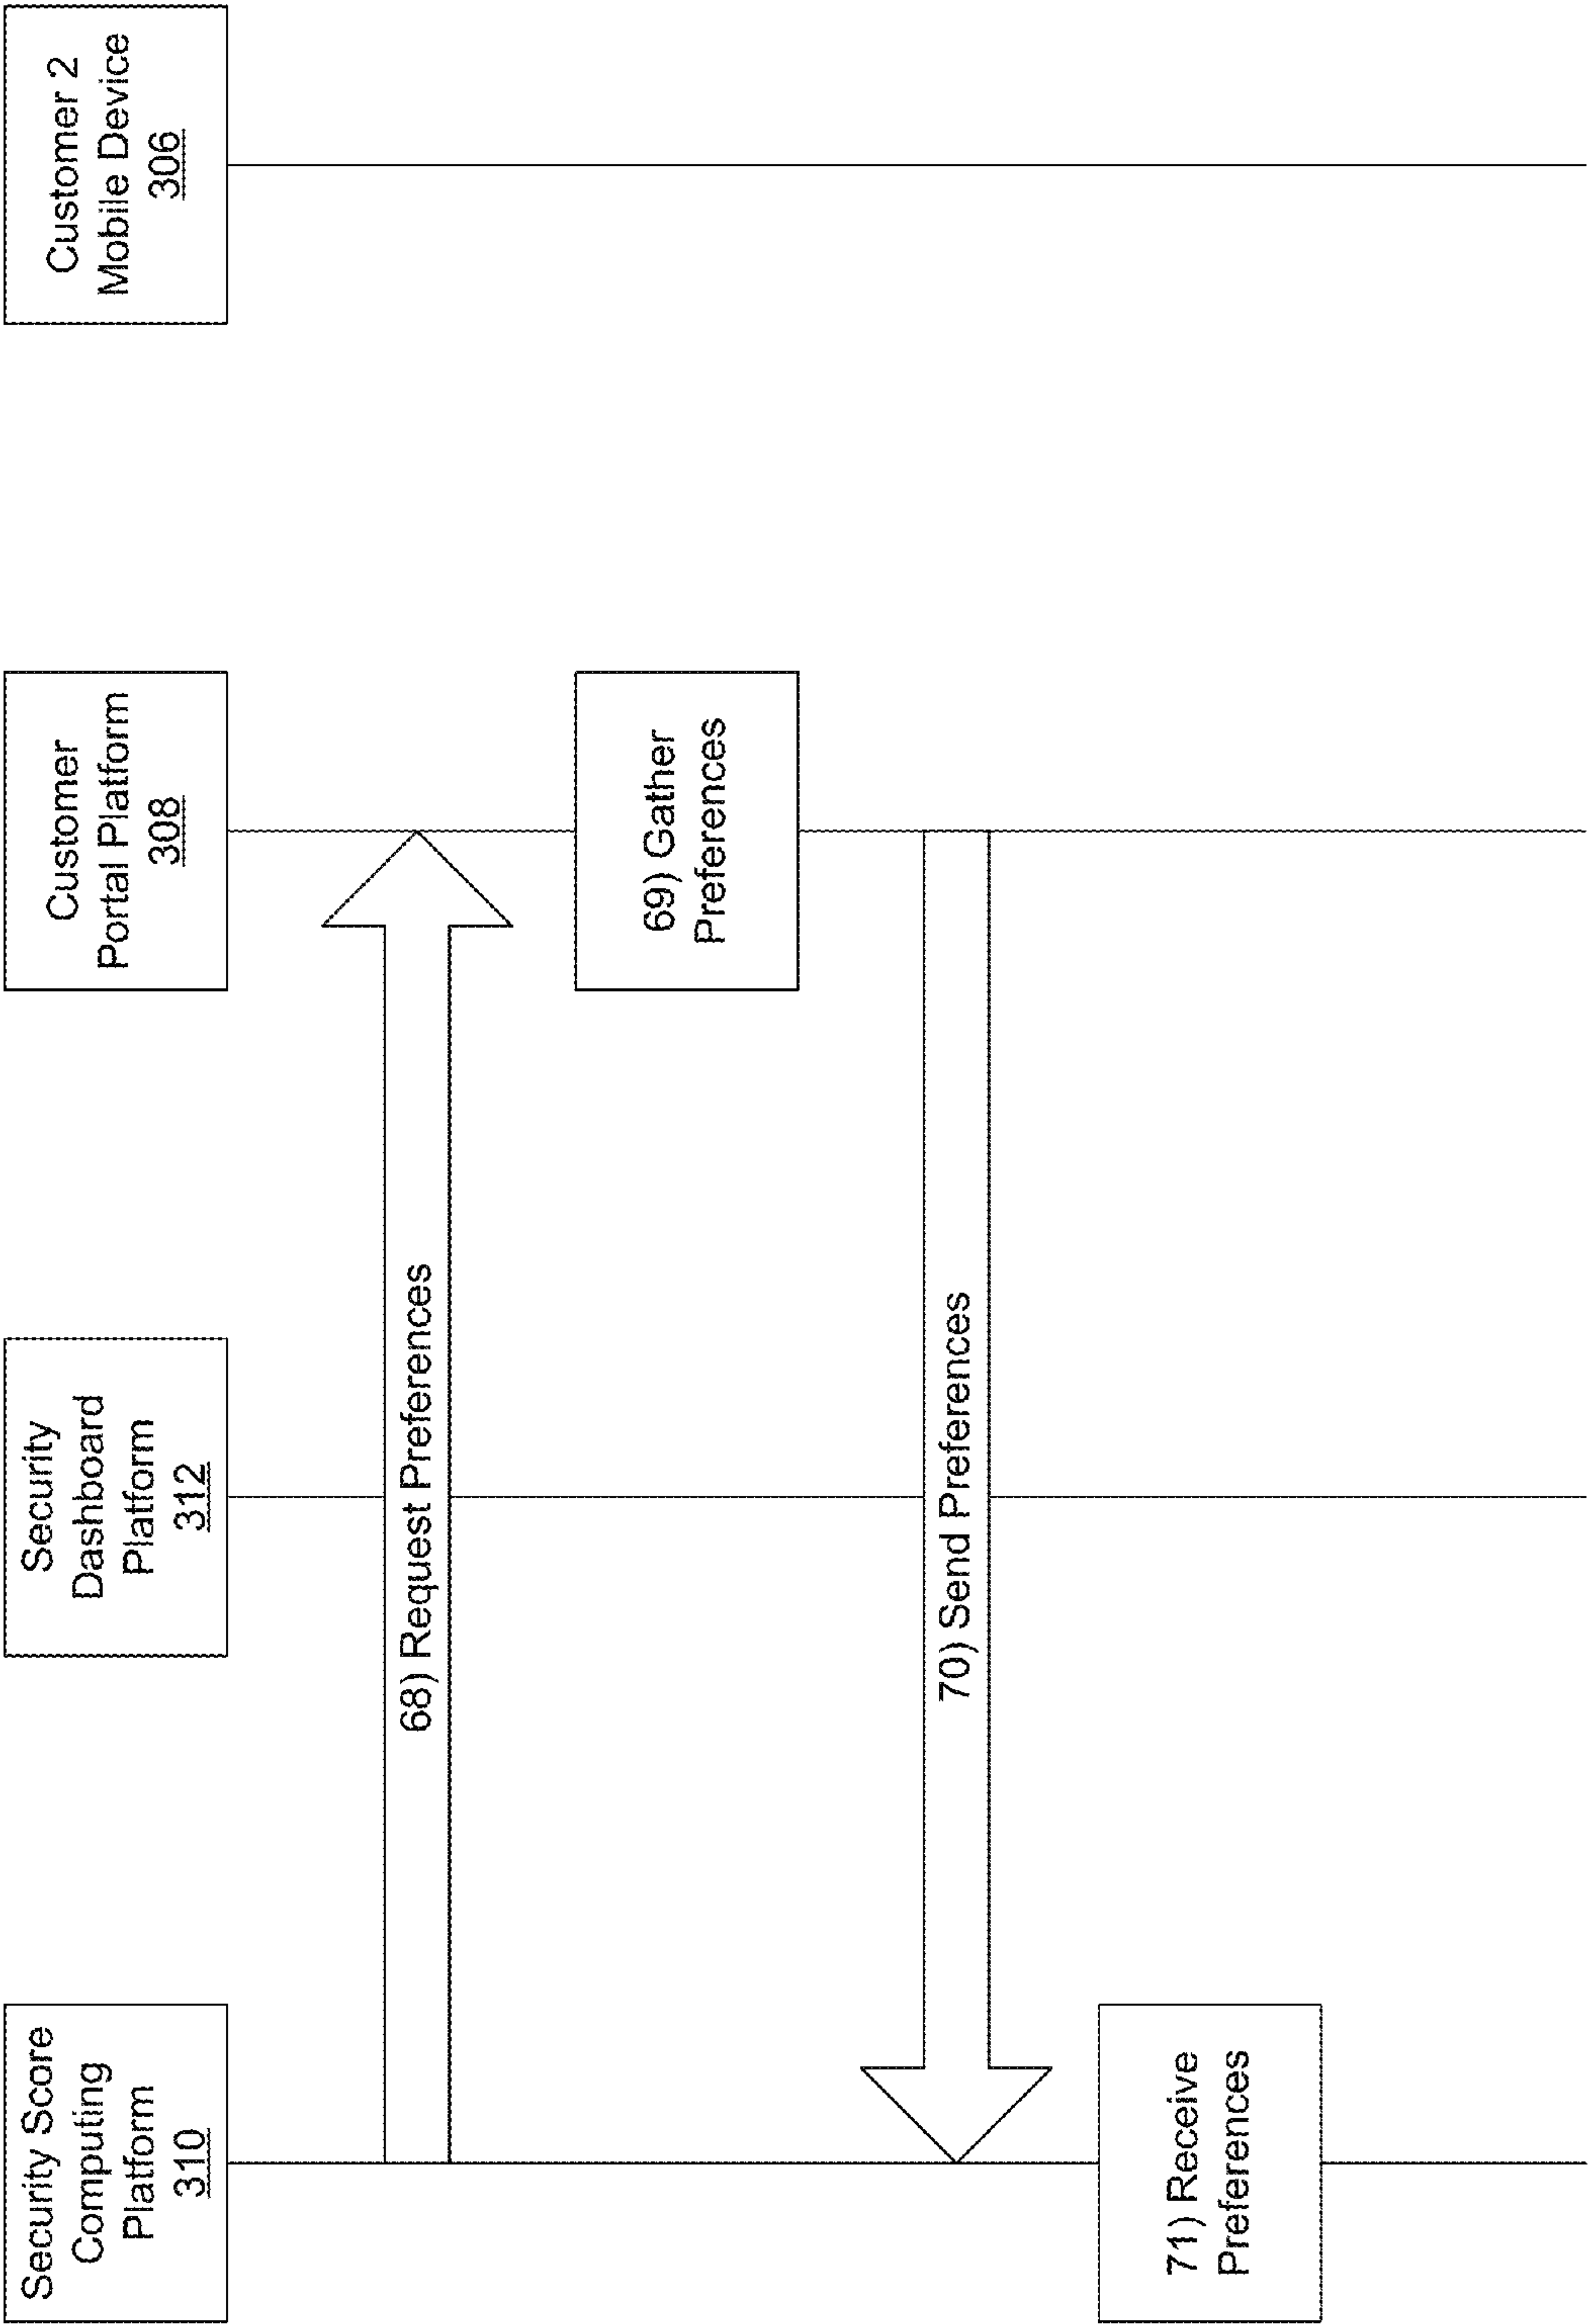 Security Score
Computing
Platform
310
Security
Dashboard
Platform
312
Customer
Portal Platform
308
Customer 2
Mobile Device
306
68) Request Preferences
69) Gather
Preferences
70) Send Preferences
71) Receive
Preferences